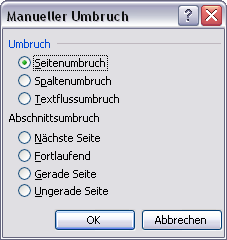 Manueller Umbruch
Umbruch
Seitenumbruch
Spaltenumbruch
Textflussumbruch
Abschnittsumbruch
Nächste Seite
Fortlaufend
Gerade Seite
Ungerade Seite
OK
Abbrechen